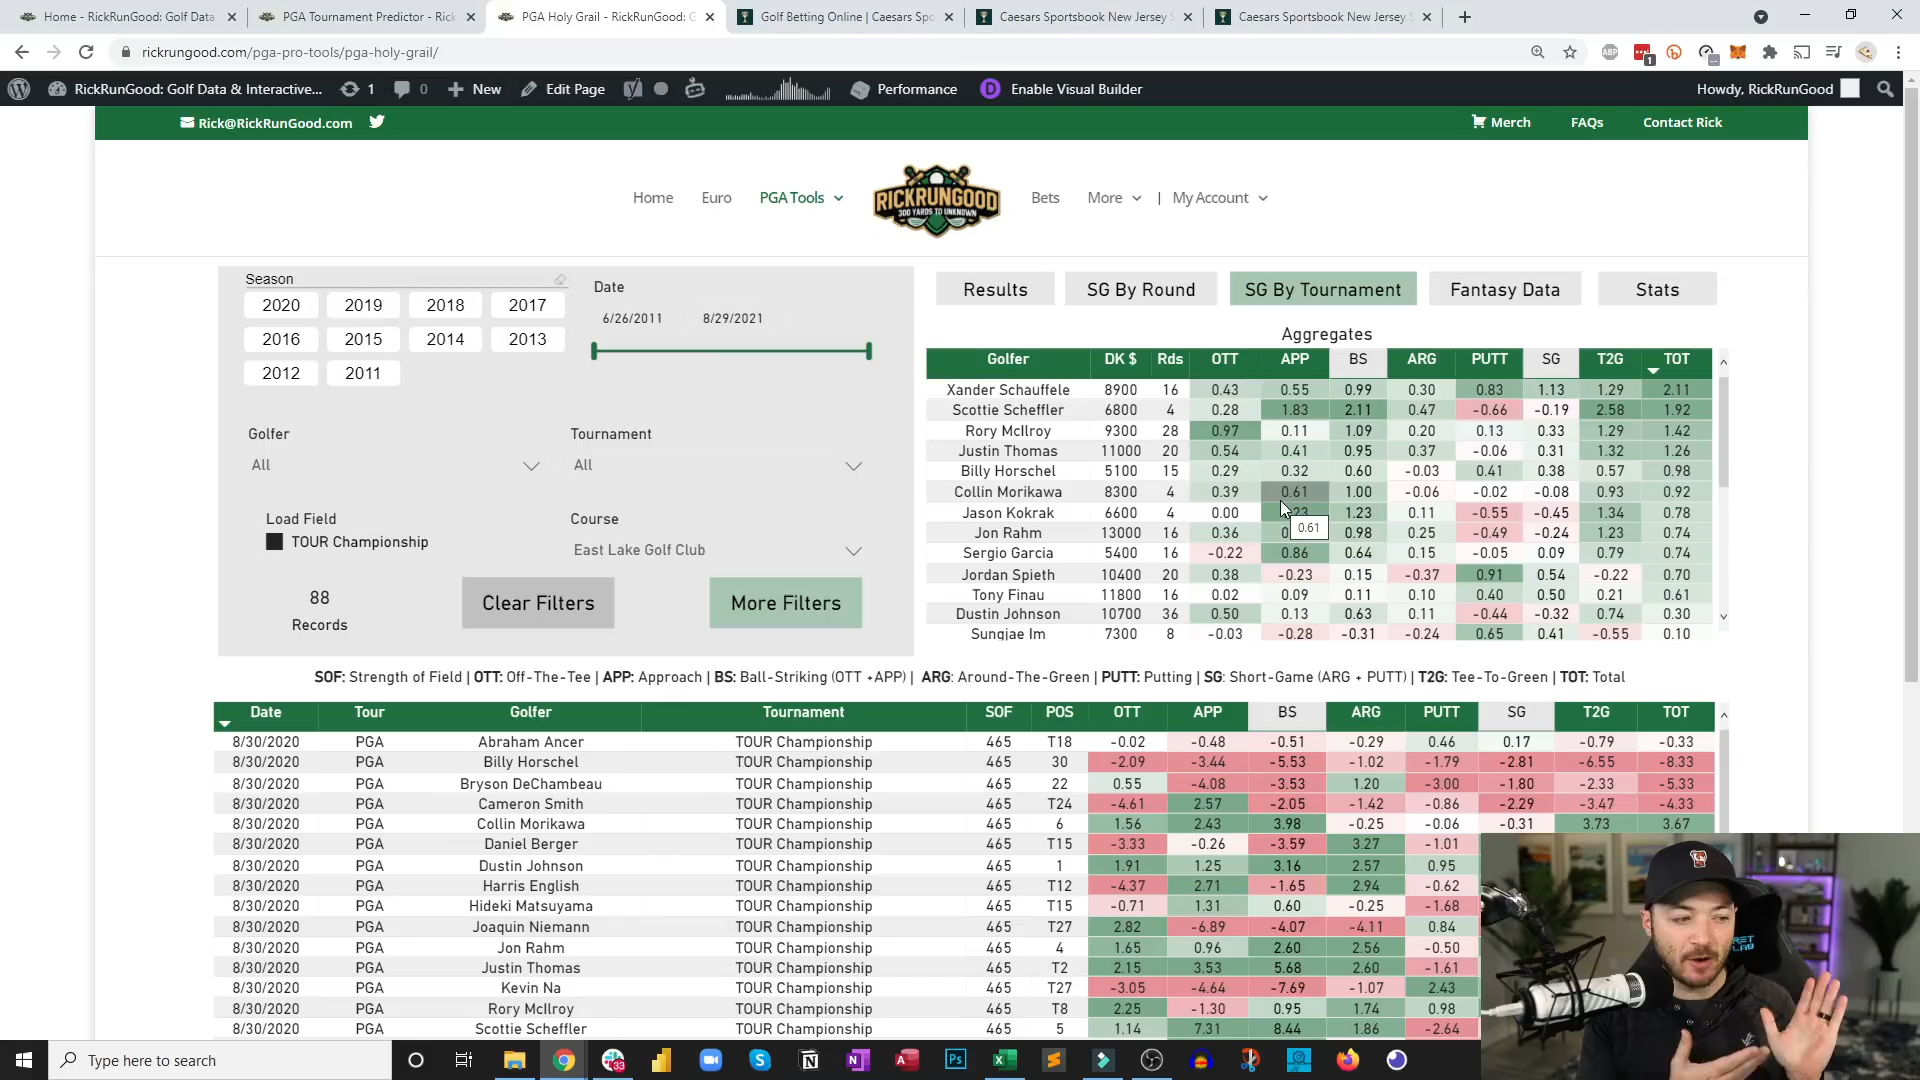 Home - RickRunGood: Golf Data
PGA Tournament Predictor - Rick
PGA Holy Grail - RickRunGood: G
Golf Betting Online | Caesars Spo
Caesars Sportsbook New Jersey S
Caesars Sportsbook New Jersey S
rickrungood.com/pga-pro-tools/pga-holy-grail/
RickRunGood: Golf Data & Interactive... 1 0 New Edit Page Performance Enable Visual Builder Howdy, RickRunGood
Rick@RickRunGood.com Merch FAQs Contact Rick
Home Euro PGA Tools RICKRUNGOOD Bets More | My Account
300 YARDS TO UNKNOWN
Season
2020 2019 2018 2017
2016 2015 2014 2013
2012 2011
Date
6/26/2011 8/29/2021
Golfer
All
Tournament
All
Load Field
TOUR Championship
Course
East Lake Golf Club
88
Records
Clear Filters
More Filters
Results SG By Round SG By Tournament Fantasy Data Stats
Aggregates
Golfer DK $ Rds OTT APP BS ARG PUTT SG T2G TOT
Xander Schauffele 8900 16 0.43 0.55 0.99 0.30 0.83 1.13 1.29 2.11
Scottie Scheffler 6800 4 0.28 1.83 2.11 0.47 -0.66 -0.19 2.58 1.92
Rory McIlroy 9300 28 0.97 0.11 1.09 0.20 0.13 0.33 1.29 1.42
Justin Thomas 11000 20 0.54 0.41 0.95 0.37 -0.06 0.31 1.32 1.26
Billy Horschel 5100 15 0.29 0.32 0.60 -0.03 0.41 0.38 0.57 0.98
Collin Morikawa 8300 4 0.39 0.61 1.00 -0.06 -0.02 -0.08 0.93 0.92
Jason Kokrak 6600 4 0.00 1.23 0.11 -0.55 -0.45 1.34 0.78
0.61
Jon Rahm 13000 16 0.36 0.98 0.25 -0.49 -0.24 1.23 0.74
Sergio Garcia 5400 16 -0.22 0.86 0.64 0.15 -0.05 0.09 0.79 0.74
Jordan Spieth 10400 20 0.38 -0.23 0.15 -0.37 0.91 0.54 -0.22 0.70
Tony Finau 11800 16 0.02 0.09 0.11 0.10 0.40 0.50 0.21 0.61
Dustin Johnson 10700 36 0.50 0.13 0.63 0.11 -0.44 -0.32 0.74 0.30
Sungjae Im 7300 8 -0.03 -0.28 -0.31 -0.24 0.65 0.41 -0.55 0.10
SOF: Strength of Field | OTT: Off-The-Tee | APP: Approach | BS: Ball-Striking (OTT +APP) | ARG: Around-The-Green | PUTT: Putting | SG: Short-Game (ARG + PUTT) | T2G: Tee-To-Green | TOT: Total
Date Tour Golfer Tournament SOF POS OTT APP BS ARG PUTT SG T2G TOT
8/30/2020 PGA Abraham Ancer TOUR Championship 465 T18 -0.02 -0.48 -0.51 -0.29 0.46 0.17 -0.79 -0.33
8/30/2020 PGA Billy Horschel TOUR Championship 465 30 -2.09 -3.44 -5.53 -1.02 -1.79 -2.81 -6.55 -8.33
8/30/2020 PGA Bryson DeChambeau TOUR Championship 465 22 0.55 -4.08 -3.53 1.20 -3.00 -1.80 -2.33 -5.33
8/30/2020 PGA Cameron Smith TOUR Championship 465 T24 -4.61 2.57 -2.05 -1.42 -0.86 -2.29 -3.47 -4.33
8/30/2020 PGA Collin Morikawa TOUR Championship 465 6 1.56 2.43 3.98 -0.25 -0.06 -0.31 3.73 3.67
8/30/2020 PGA Daniel Berger TOUR Championship 465 T15 -3.33 -0.26 -3.59 3.27 -1.01
8/30/2020 PGA Dustin Johnson TOUR Championship 465 1 1.91 1.25 3.16 2.57 0.95
8/30/2020 PGA Harris English TOUR Championship 465 T12 -4.37 2.71 -1.65 2.94 -0.62
8/30/2020 PGA Hideki Matsuyama TOUR Championship 465 T15 -0.71 1.31 0.60 -0.25 -1.68
8/30/2020 PGA Joaquin Niemann TOUR Championship 465 T27 2.82 -6.89 -4.07 -4.11 0.84
8/30/2020 PGA Jon Rahm TOUR Championship 465 4 1.65 0.96 2.60 2.56 -0.50
8/30/2020 PGA Justin Thomas TOUR Championship 465 T2 2.15 3.53 5.68 2.60 -1.61
8/30/2020 PGA Kevin Na TOUR Championship 465 T27 -3.05 -4.64 -7.69 -1.07 2.43
8/30/2020 PGA Rory McIlroy TOUR Championship 465 T8 2.25 -1.30 0.95 1.74 0.98
8/30/2020 PGA Scottie Scheffler TOUR Championship 465 5 1.14 7.31 8.44 1.86 -2.64
Type here to search